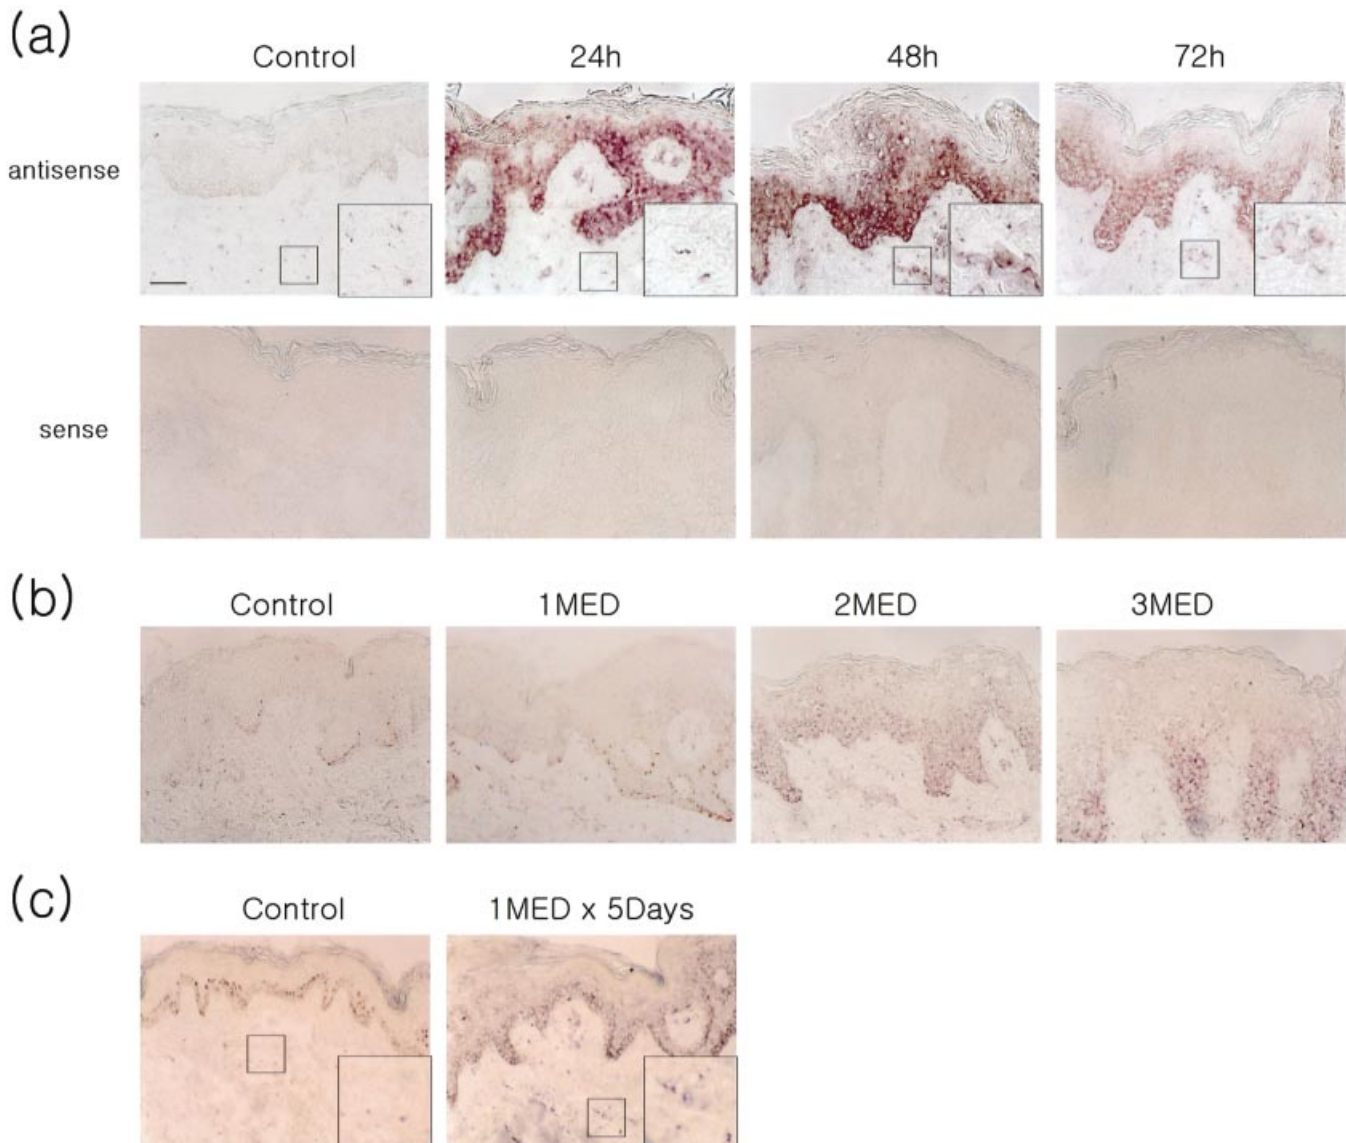 (a)
Control 24h 48h 72h
antisense
sense
(b)
Control 1MED 2MED 3MED
(c)
Control 1MED x 5Days